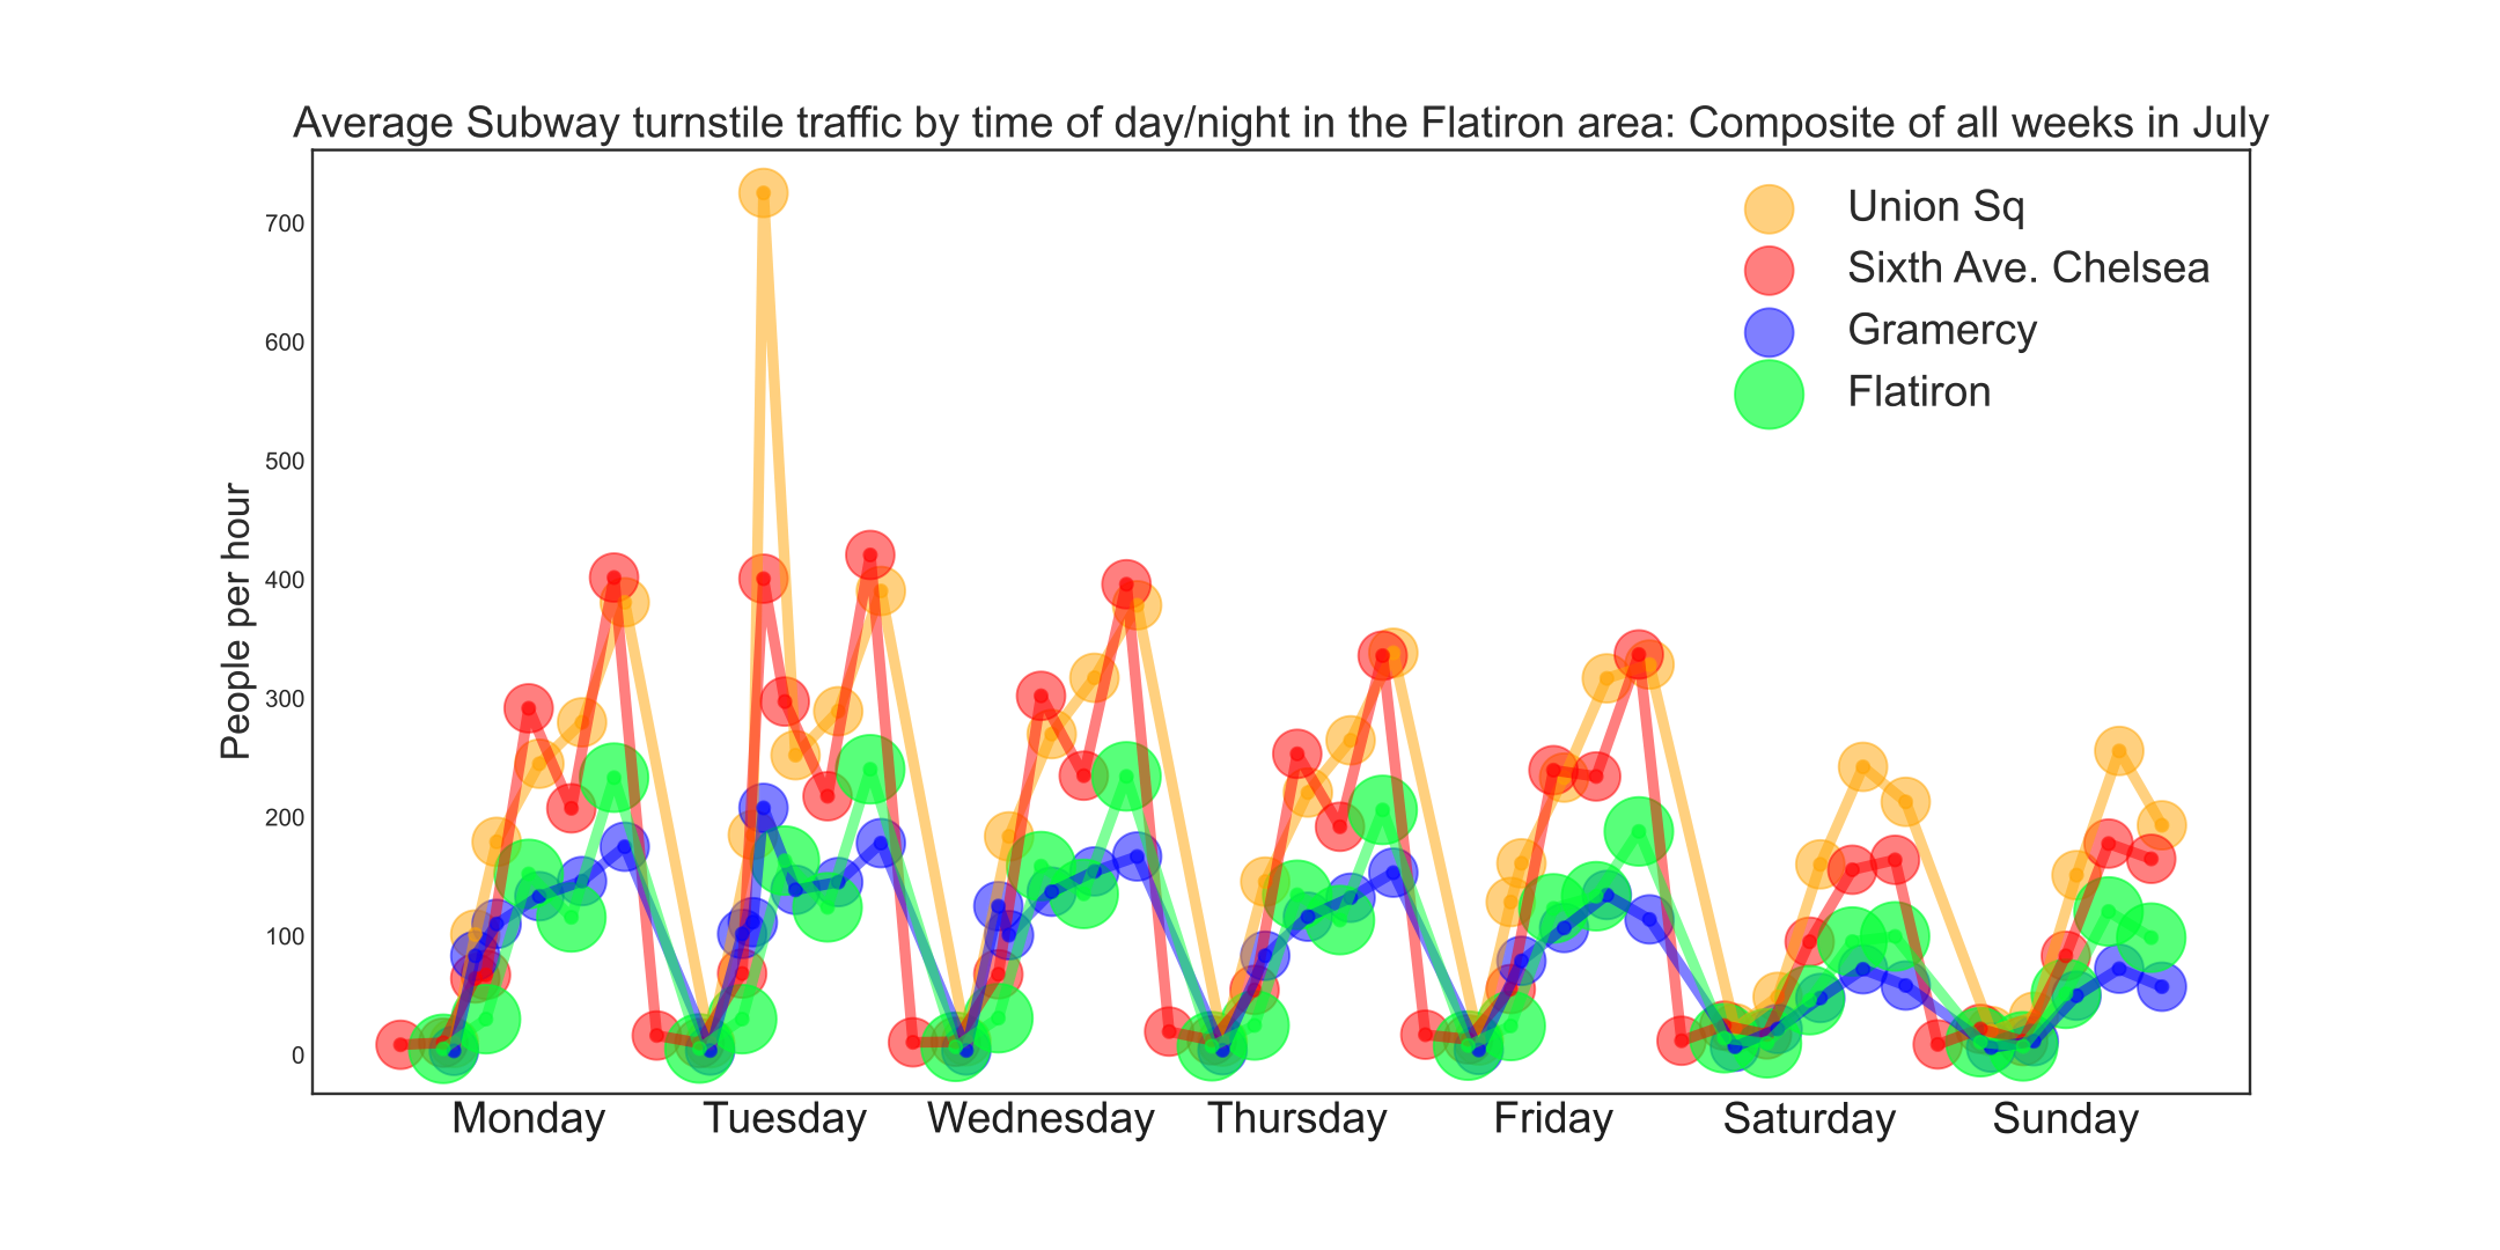 Average Subway turnstile traffic by time of day/night in the Flatiron area: Composite of all weeks in July
People per hour
700
600
500
400
300
200
100
0
Union Sq
Sixth Ave. Chelsea
Gramercy
Flatiron
Monday
Tuesday
Wednesday
Thursday
Friday
Saturday
Sunday